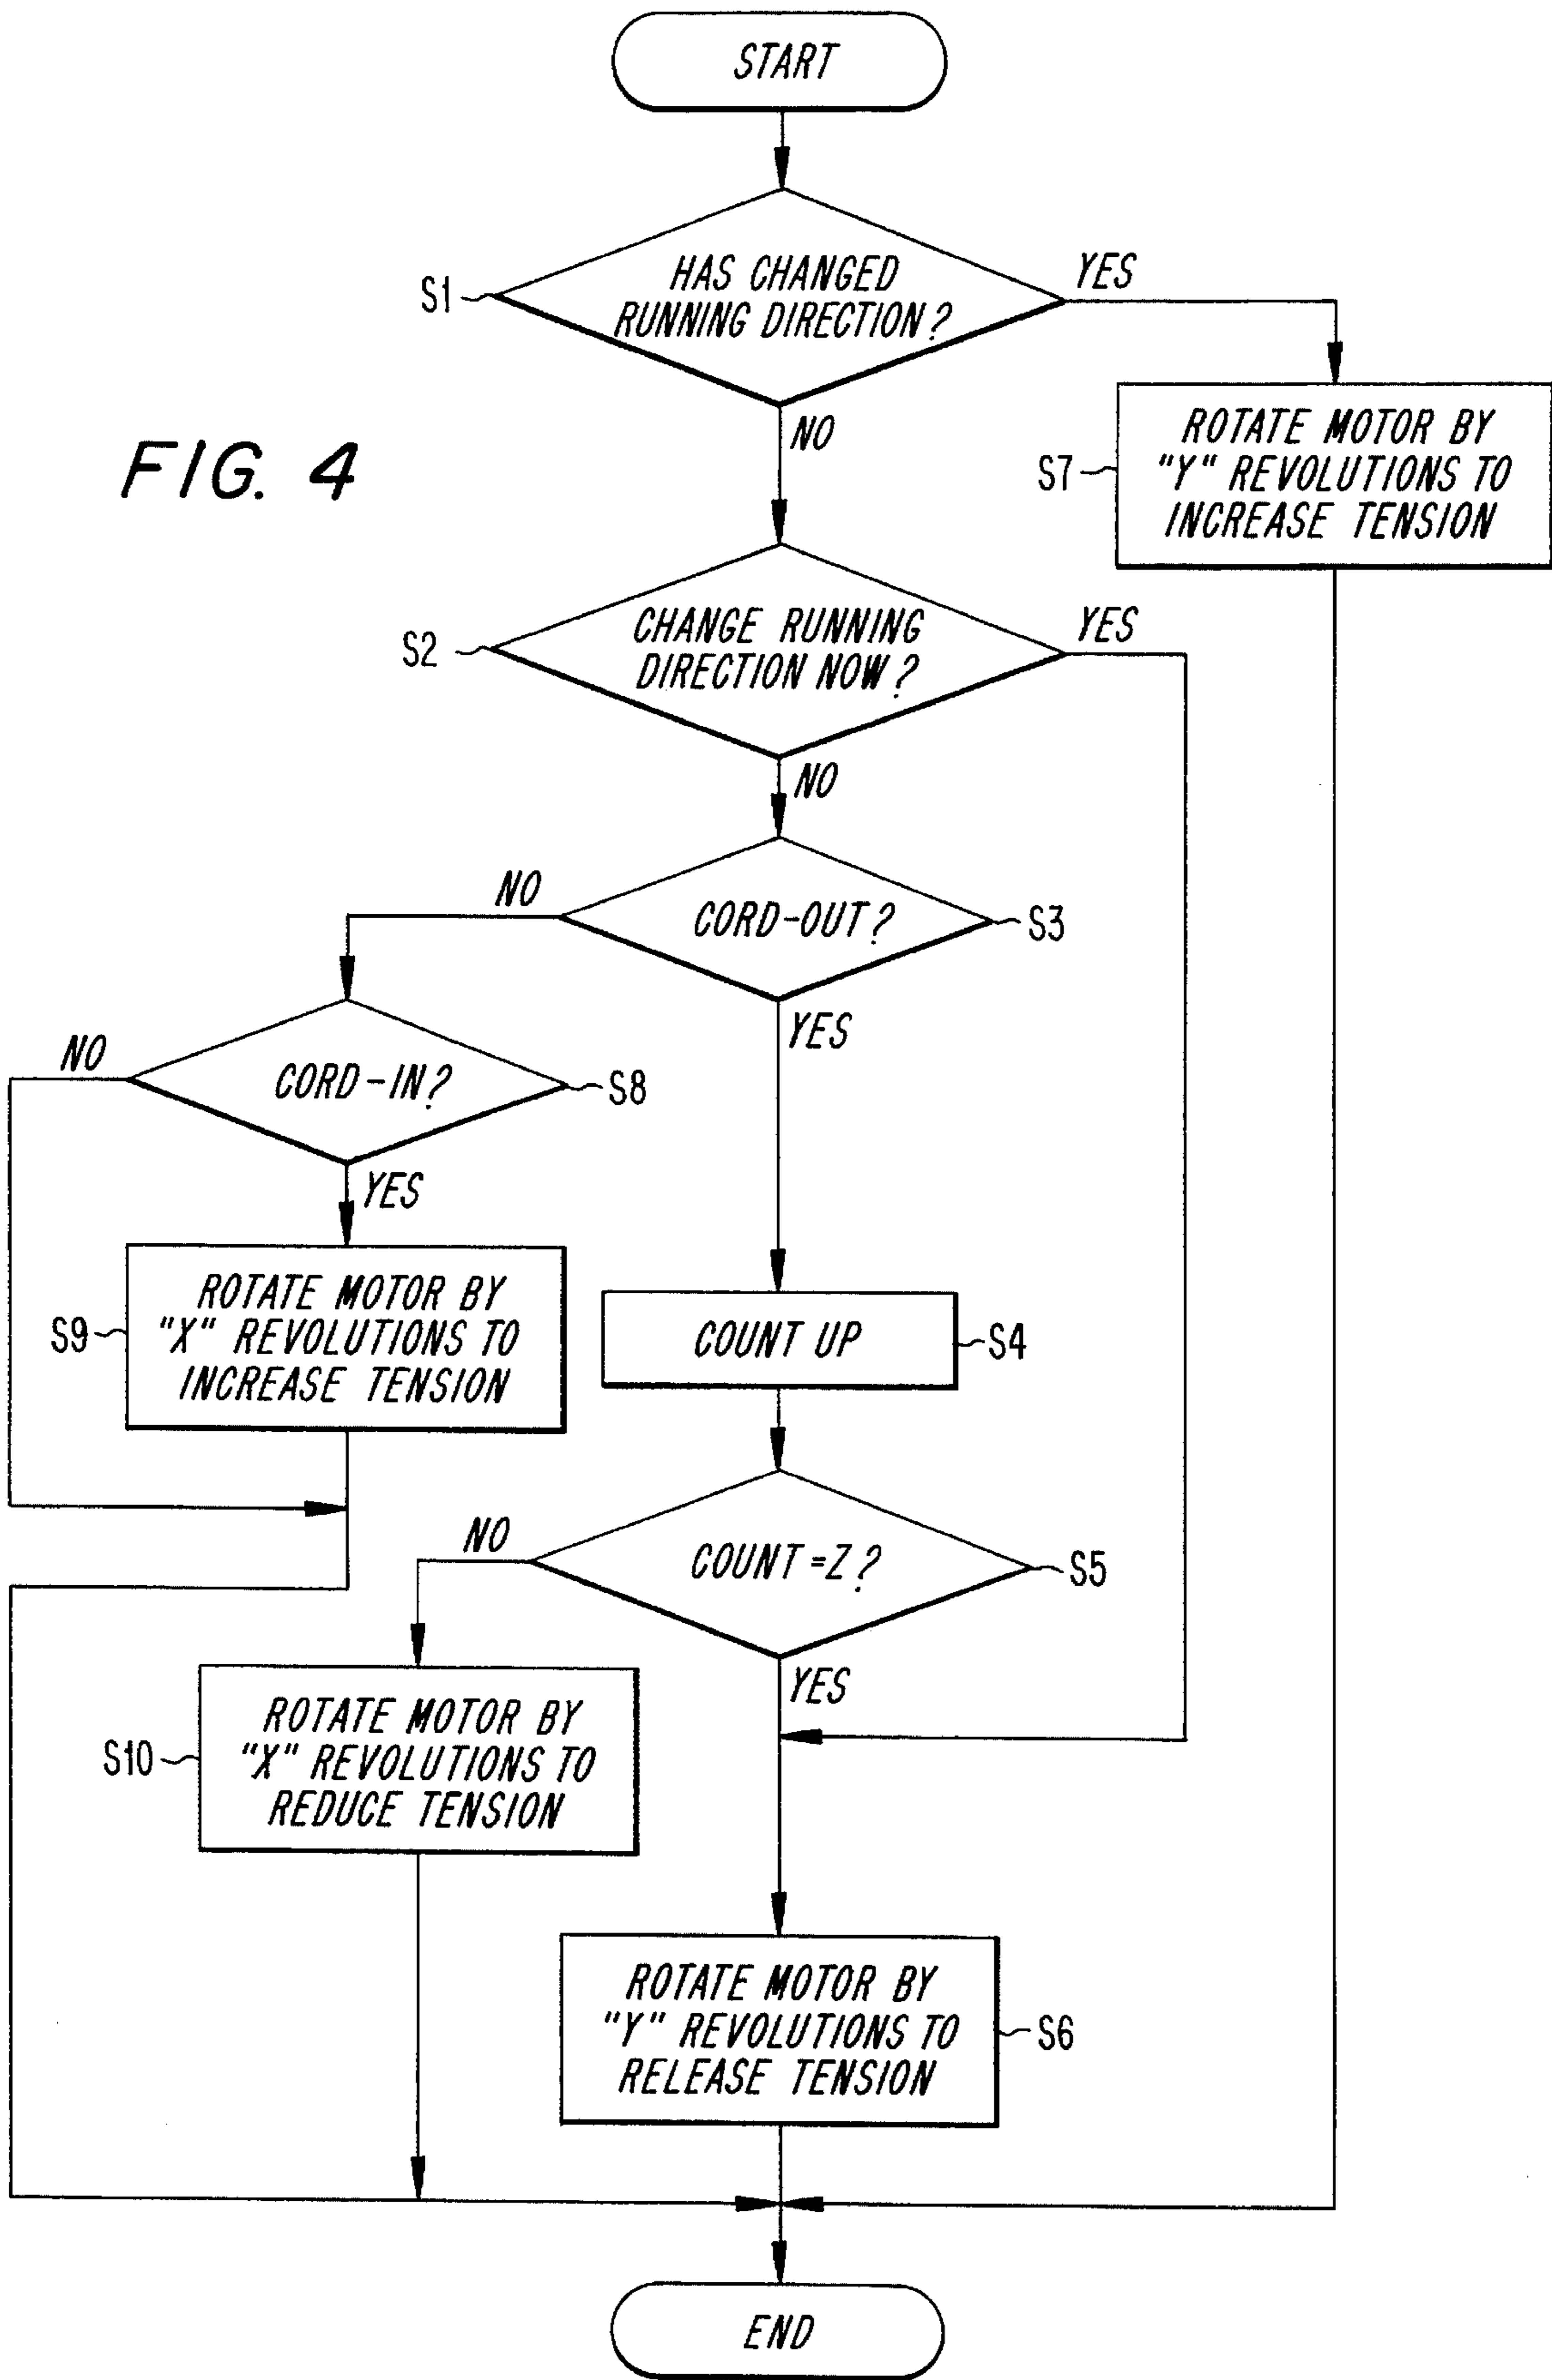 START
S1
HAS CHANGED
RUNNING DIRECTION?
YES
NO
FIG. 4
S7
ROTATE MOTOR BY
"Y" REVOLUTIONS TO
INCREASE TENSION
S2
CHANGE RUNNING
DIRECTION NOW?
YES
NO
NO
CORD-OUT?
S3
YES
NO
CORD-IN?
S8
YES
S9
ROTATE MOTOR BY
"X" REVOLUTIONS TO
INCREASE TENSION
COUNT UP
S4
NO
COUNT=Z?
S5
YES
S10
ROTATE MOTOR BY
"X" REVOLUTIONS TO
REDUCE TENSION
ROTATE MOTOR BY
"Y" REVOLUTIONS TO
RELEASE TENSION
S6
END